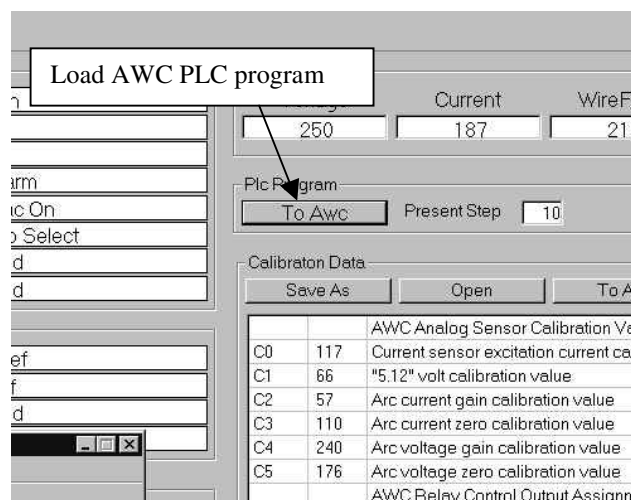 Load AWC PLC program
Current
WireF
250
187
21
arm
Plc Program
ac On
To Awc
Present Step
10
o Select
d
Calibraton Data
d
Save As
Open
To A
AWC Analog Sensor Calibration Va
ef
C0 117 Current sensor excitation current ca
f
C1 66 "5.12" volt calibration value
C2 57 Arc current gain calibration value
d
C3 110 Arc current zero calibration value
C4 240 Arc voltage gain calibration value
C5 176 Arc voltage zero calibration value
AWC Relay Control Output Assignm